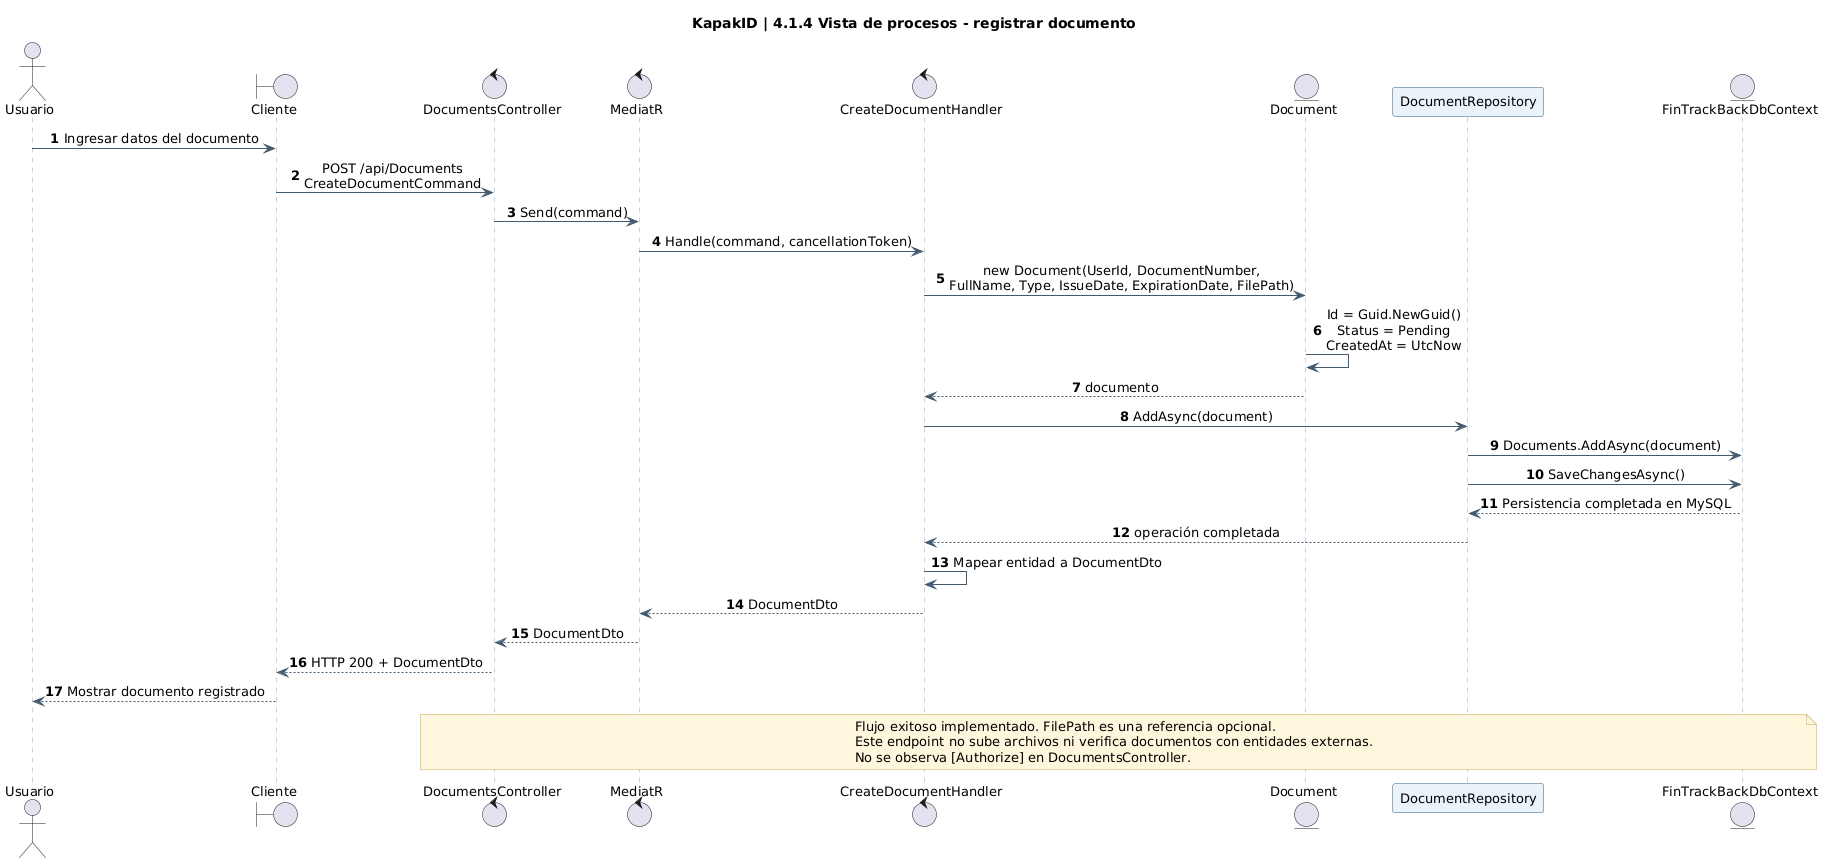 KapakID | 4.1.4 Vista de procesos - registrar documento
Usuario
Cliente
DocumentsController
MediatR
CreateDocumentHandler
Document
DocumentRepository
FinTrackBackDbContext
1 Ingresar datos del documento
2 POST /api/Documents
CreateDocumentCommand
3 Send(command)
4 Handle(command, cancellationToken)
5 new Document(UserId, DocumentNumber,
FullName, Type, IssueDate, ExpirationDate, FilePath)
Id = Guid.NewGuid()
6 Status = Pending
CreatedAt = UtcNow
7 documento
8 AddAsync(document)
9 Documents.AddAsync(document)
10 SaveChangesAsync()
11 Persistencia completada en MySQL
12 operación completada
13 Mapear entidad a DocumentDto
14 DocumentDto
15 DocumentDto
16 HTTP 200 + DocumentDto
17 Mostrar documento registrado
Flujo exitoso implementado. FilePath es una referencia opcional.
Este endpoint no sube archivos ni verifica documentos con entidades externas.
No se observa [Authorize] en DocumentsController.
Usuario
Cliente
DocumentsController
MediatR
CreateDocumentHandler
Document
DocumentRepository
FinTrackBackDbContext